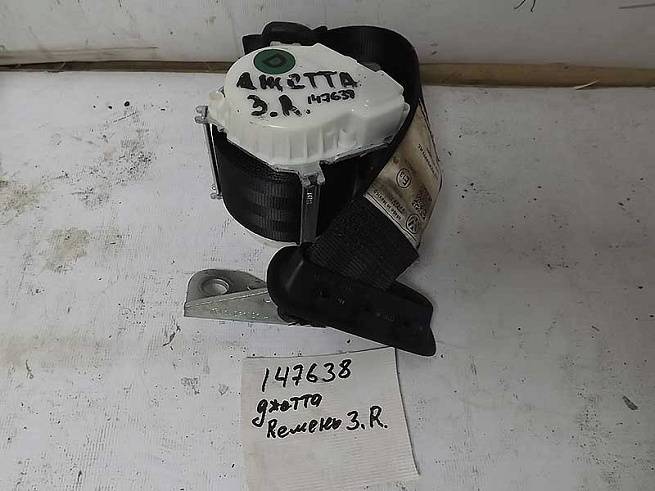 ДЖЕТТА
З.R.
147638
147638
джетта
Ремень З.R.